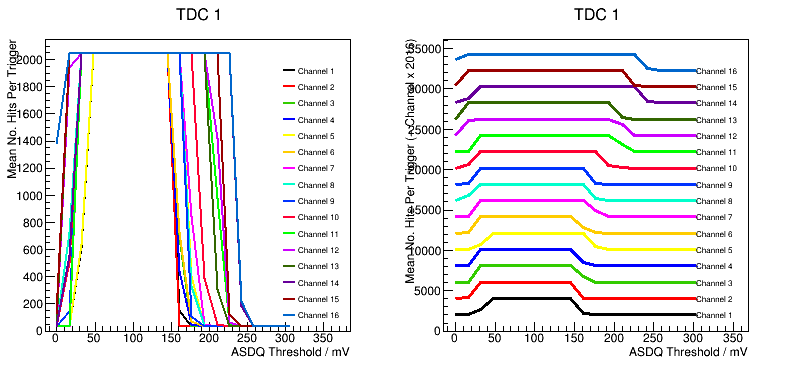 TDC 1
Mean No. Hits Per Trigger
2000
1800
1600
1400
1200
1000
800
600
400
200
0
0 50 100 150 200 250 300 350
ASDQ Threshold / mV
Channel 1
Channel 2
Channel 3
Channel 4
Channel 5
Channel 6
Channel 7
Channel 8
Channel 9
Channel 10
Channel 11
Channel 12
Channel 13
Channel 14
Channel 15
Channel 16
TDC 1
Mean No. Hits Per Trigger (+ Channel x 2016)
35000
30000
25000
20000
15000
10000
5000
0
0 50 100 150 200 250 300 350
ASDQ Threshold / mV
Channel 16
Channel 15
Channel 14
Channel 13
Channel 12
Channel 11
Channel 10
Channel 9
Channel 8
Channel 7
Channel 6
Channel 5
Channel 4
Channel 3
Channel 2
Channel 1